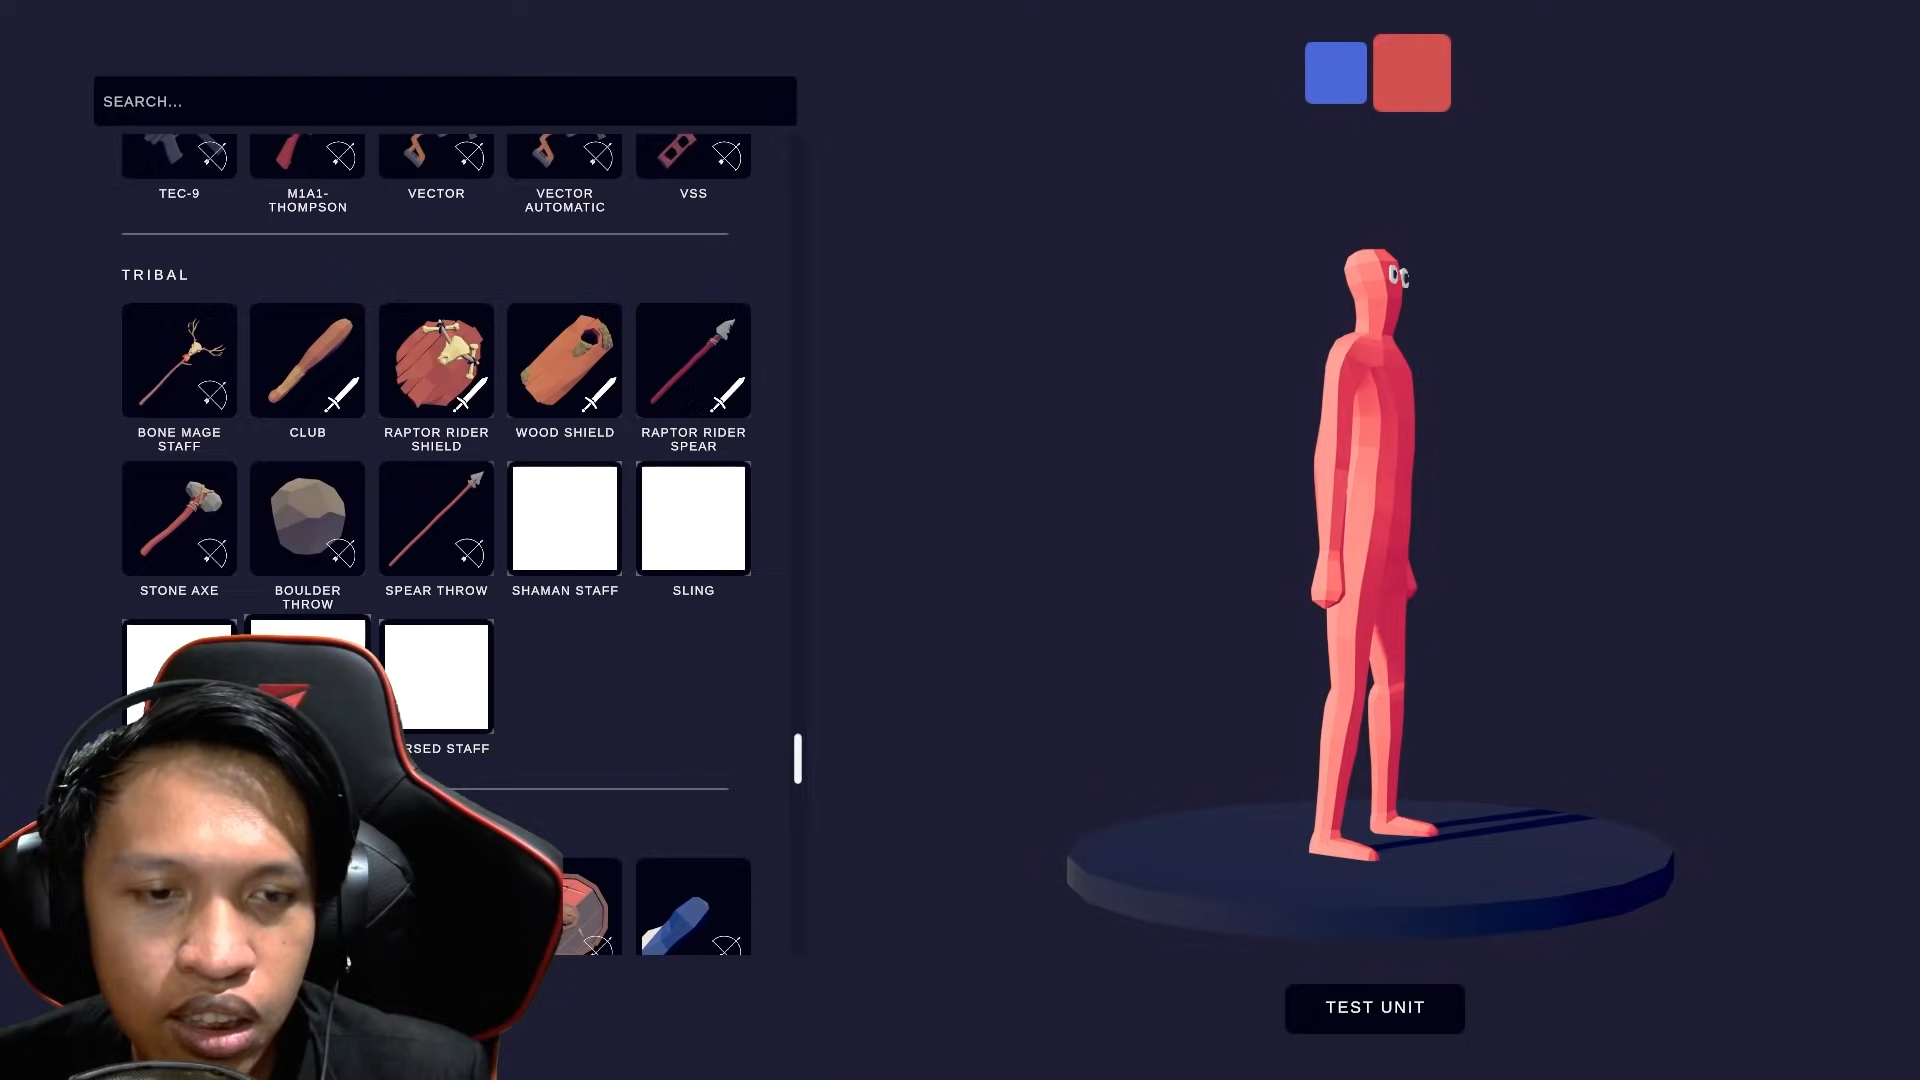 SEARCH...
TEC-9
M1A1-
THOMPSON
VECTOR
VECTOR
AUTOMATIC
VSS
TRIBAL
BONE MAGE
STAFF
CLUB
RAPTOR RIDER
SHIELD
WOOD SHIELD
RAPTOR RIDER
SPEAR
STONE AXE
BOULDER
THROW
SPEAR THROW
SHAMAN STAFF
SLING
RSED STAFF
TEST UNIT